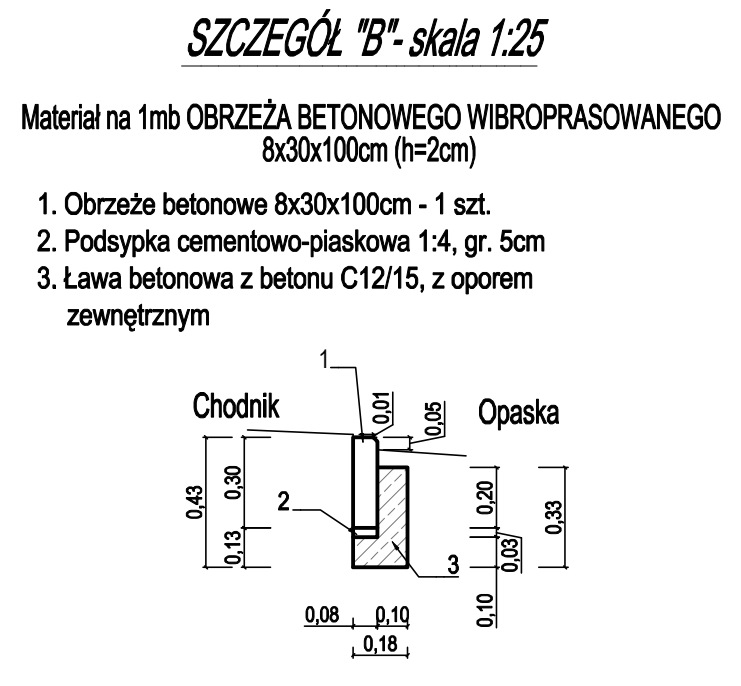 SZCZEGÓŁ "B"- skala 1:25
Materiał na 1mb OBRZEŻA BETONOWEGO WIBROPRASOWANEGO
8x30x100cm (h=2cm)
1. Obrzeże betonowe 8x30x100cm - 1 szt.
2. Podsypka cementowo-piaskowa 1:4, gr. 5cm
3. Ława betonowa z betonu C12/15, z oporem
zewnętrznym
1
Chodnik
0,01
0,05
Opaska
0,43
0,30
0,13
2
3
0,20
0,03
0,10
0,33
0,08
0,10
0,18